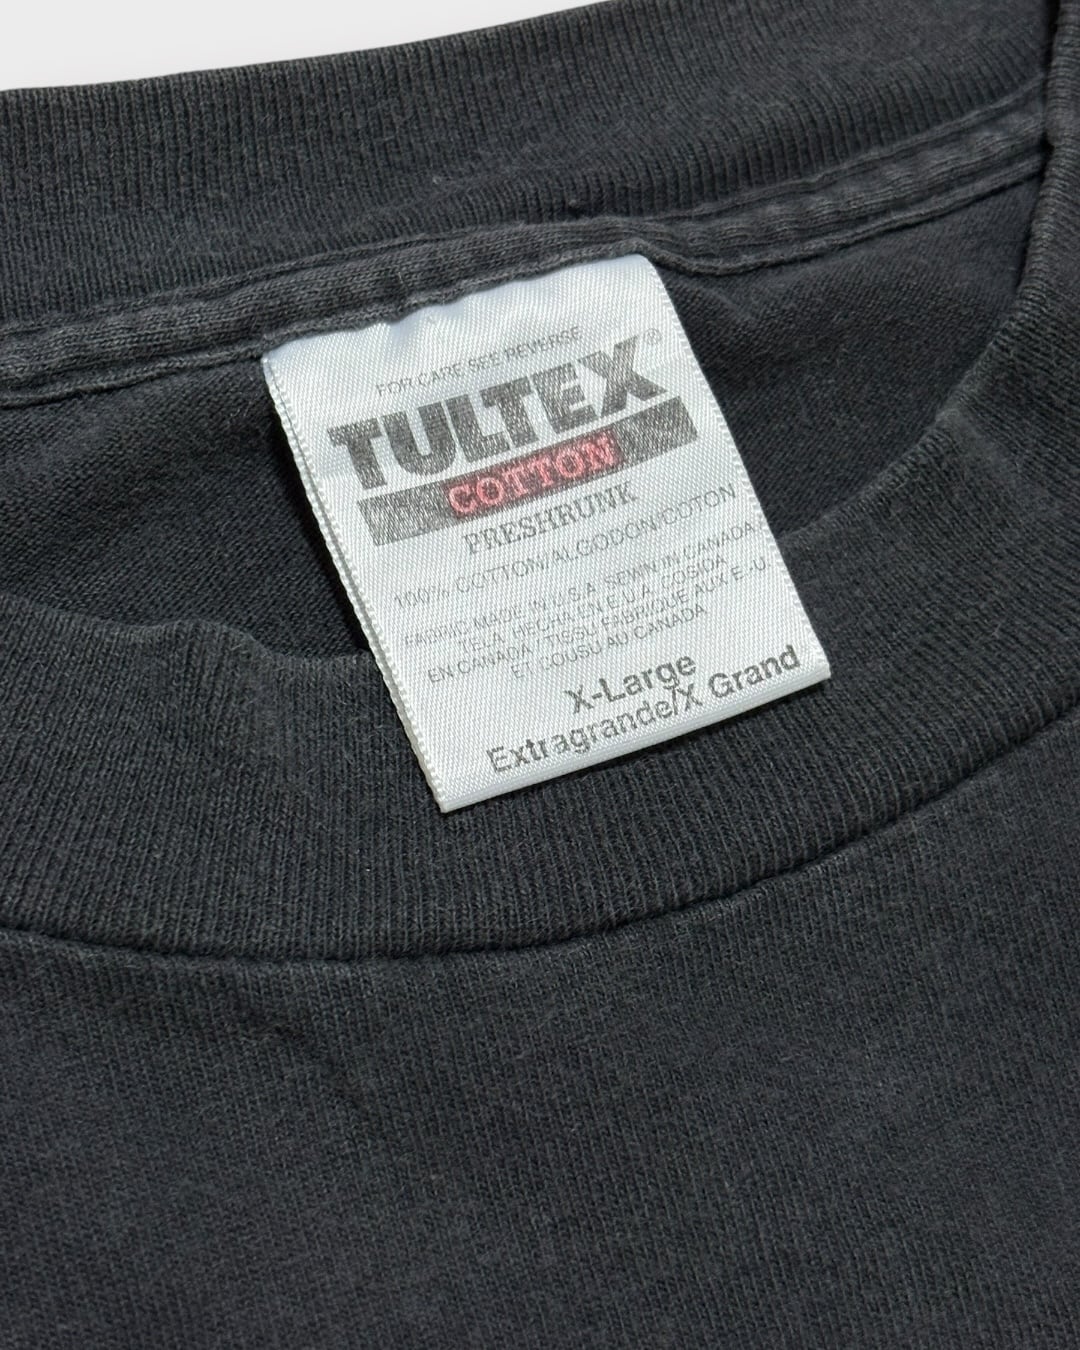 FOR CARE SEE REVERSE
TULTEX®
COTTON
PRESHRUNK
100% COTTON/ALGODON/COTON
FABRIC MADE IN U.S.A. SEWN IN CANADA
TELA HECHA EN E.U.A. COSIDA
EN CANADA TISSU FABRIQUE AUX E.-U.
ET COUSU AU CANADA
X-Large
Extragrande/X Grand